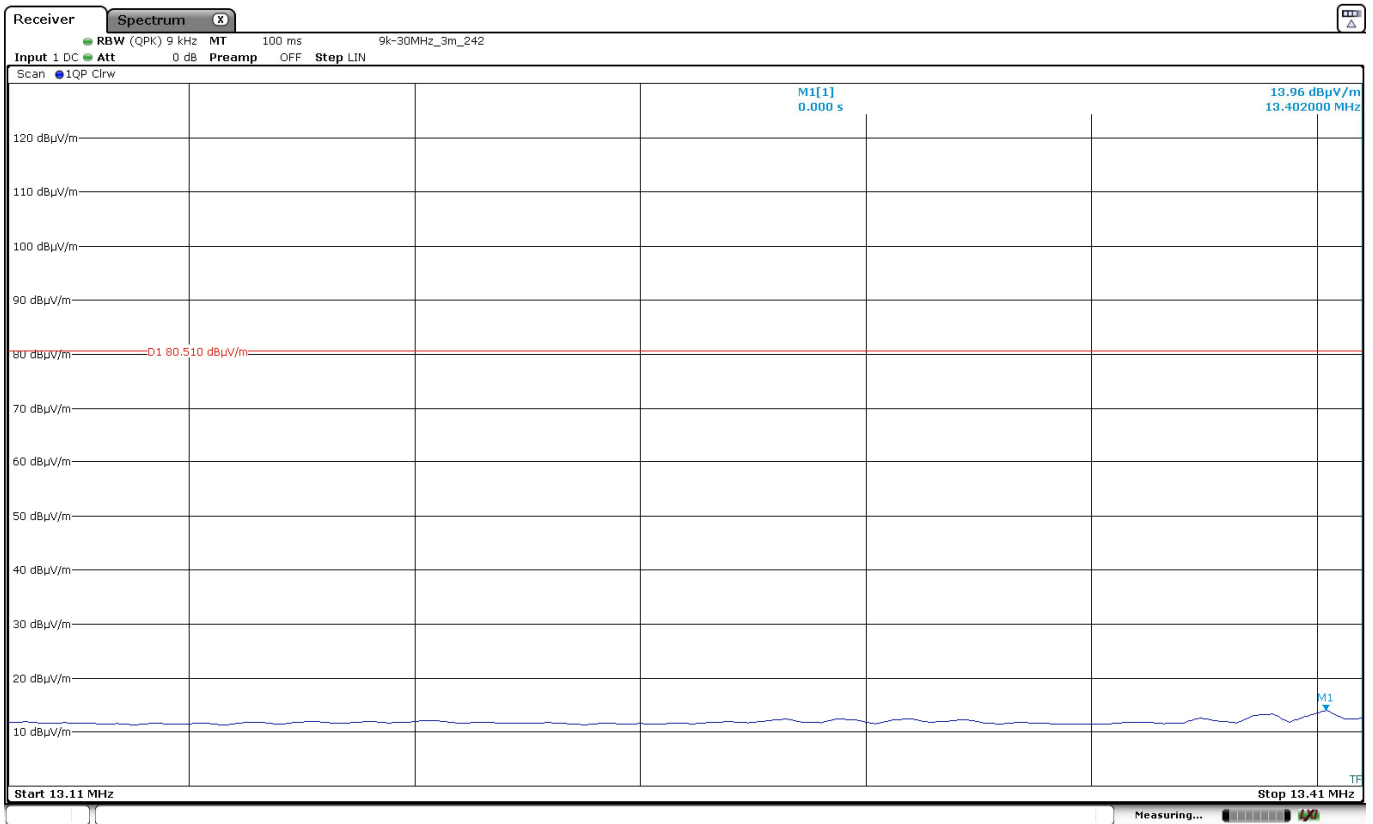 Receiver Spectrum X
RBW (QPK) 9 kHz MT 100 ms 9k-30MHz_3m_242
Input 1 DC Att 0 dB Preamp OFF Step LIN
Scan 1QP Clrw
M1[1] 13.96 dBµV/m
0.000 s 13.402000 MHz
120 dBµV/m
110 dBµV/m
100 dBµV/m
90 dBµV/m
80 dBµV/m D1 80.510 dBµV/m
70 dBµV/m
60 dBµV/m
50 dBµV/m
40 dBµV/m
30 dBµV/m
20 dBµV/m
M1
10 dBµV/m
TF
Start 13.11 MHz Stop 13.41 MHz
Measuring... LXI